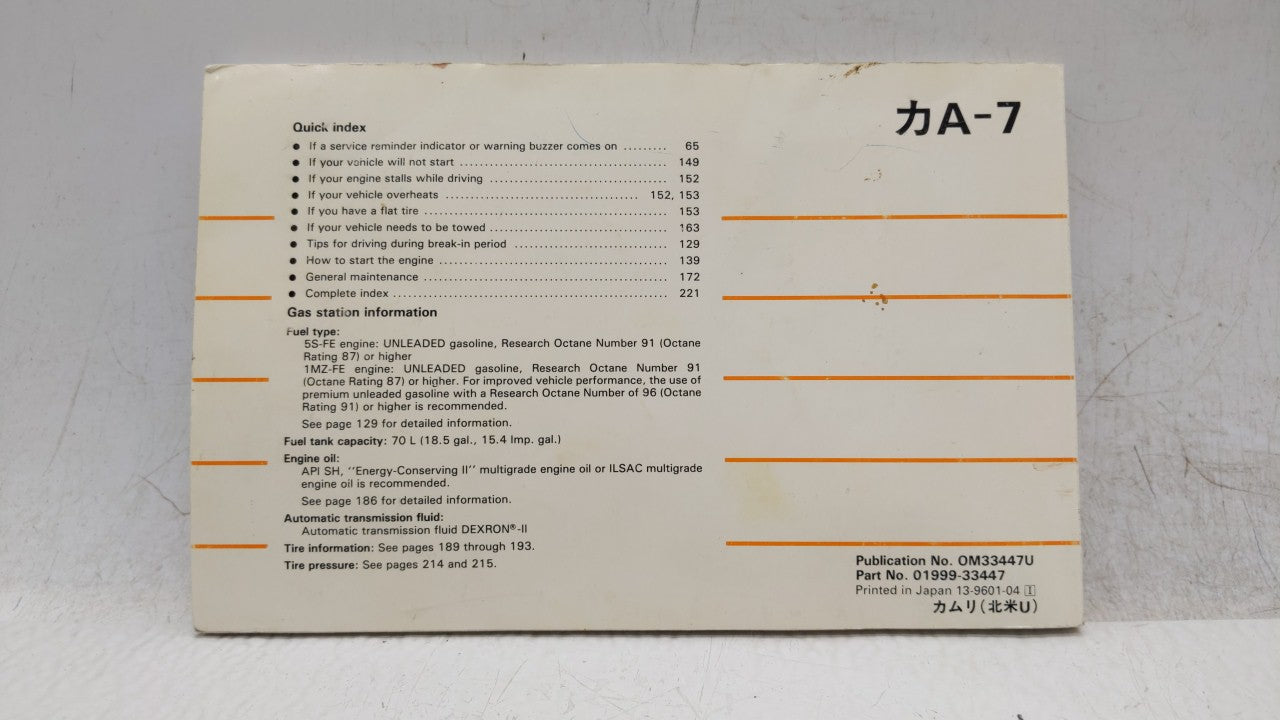 カA-7
Quick index
● If a service reminder indicator or warning buzzer comes on ......... 65
● If your vehicle will not start ................................................ 149
● If your engine stalls while driving ......................................... 152
● If your vehicle overheats ............................................. 152, 153
● If you have a flat tire ......................................................... 153
● If your vehicle needs to be towed ......................................... 163
● Tips for driving during break-in period ................................... 129
● How to start the engine ...................................................... 139
● General maintenance ......................................................... 172
● Complete index ................................................................ 221
Gas station information
Fuel type:
5S-FE engine: UNLEADED gasoline, Research Octane Number 91 (Octane
Rating 87) or higher
1MZ-FE engine: UNLEADED gasoline, Research Octane Number 91
(Octane Rating 87) or higher. For improved vehicle performance, the use of
premium unleaded gasoline with a Research Octane Number of 96 (Octane
Rating 91) or higher is recommended.
See page 129 for detailed information.
Fuel tank capacity: 70 L (18.5 gal., 15.4 Imp. gal.)
Engine oil:
API SH, ‘‘Energy-Conserving II’’ multigrade engine oil or ILSAC multigrade
engine oil is recommended.
See page 186 for detailed information.
Automatic transmission fluid:
Automatic transmission fluid DEXRON®-II
Tire information: See pages 189 through 193.
Tire pressure: See pages 214 and 215.
Publication No. OM33447U
Part No. 01999-33447
Printed in Japan 13-9601-04 I
カムリ(北米U)